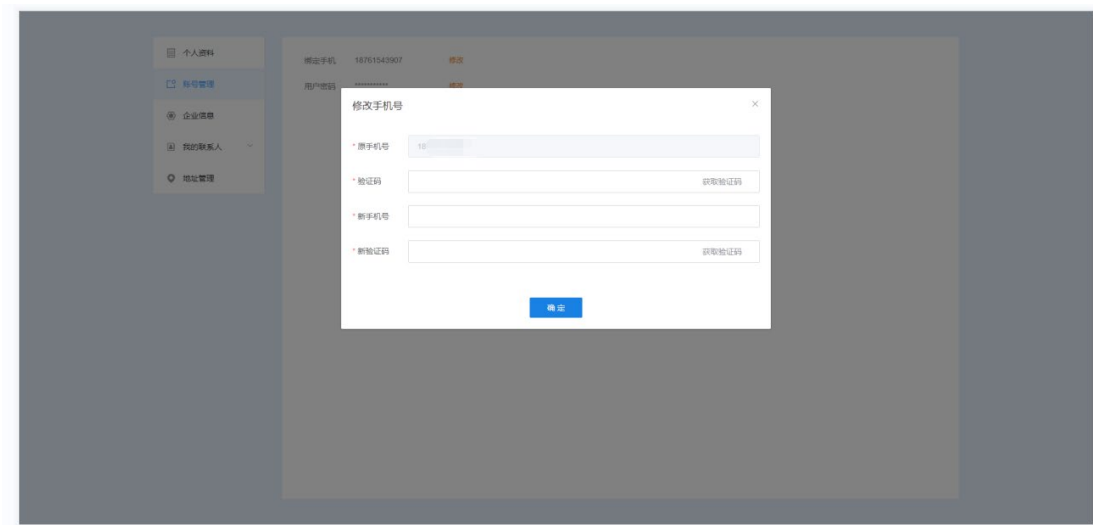 个人资料
账号管理
企业信息
我的联系人
地址管理
绑定手机 18761543907 修改
用户密码 *********** 修改
修改手机号 ×
* 原手机号 18
* 验证码 获取验证码
* 新手机号
* 新验证码 获取验证码
确定